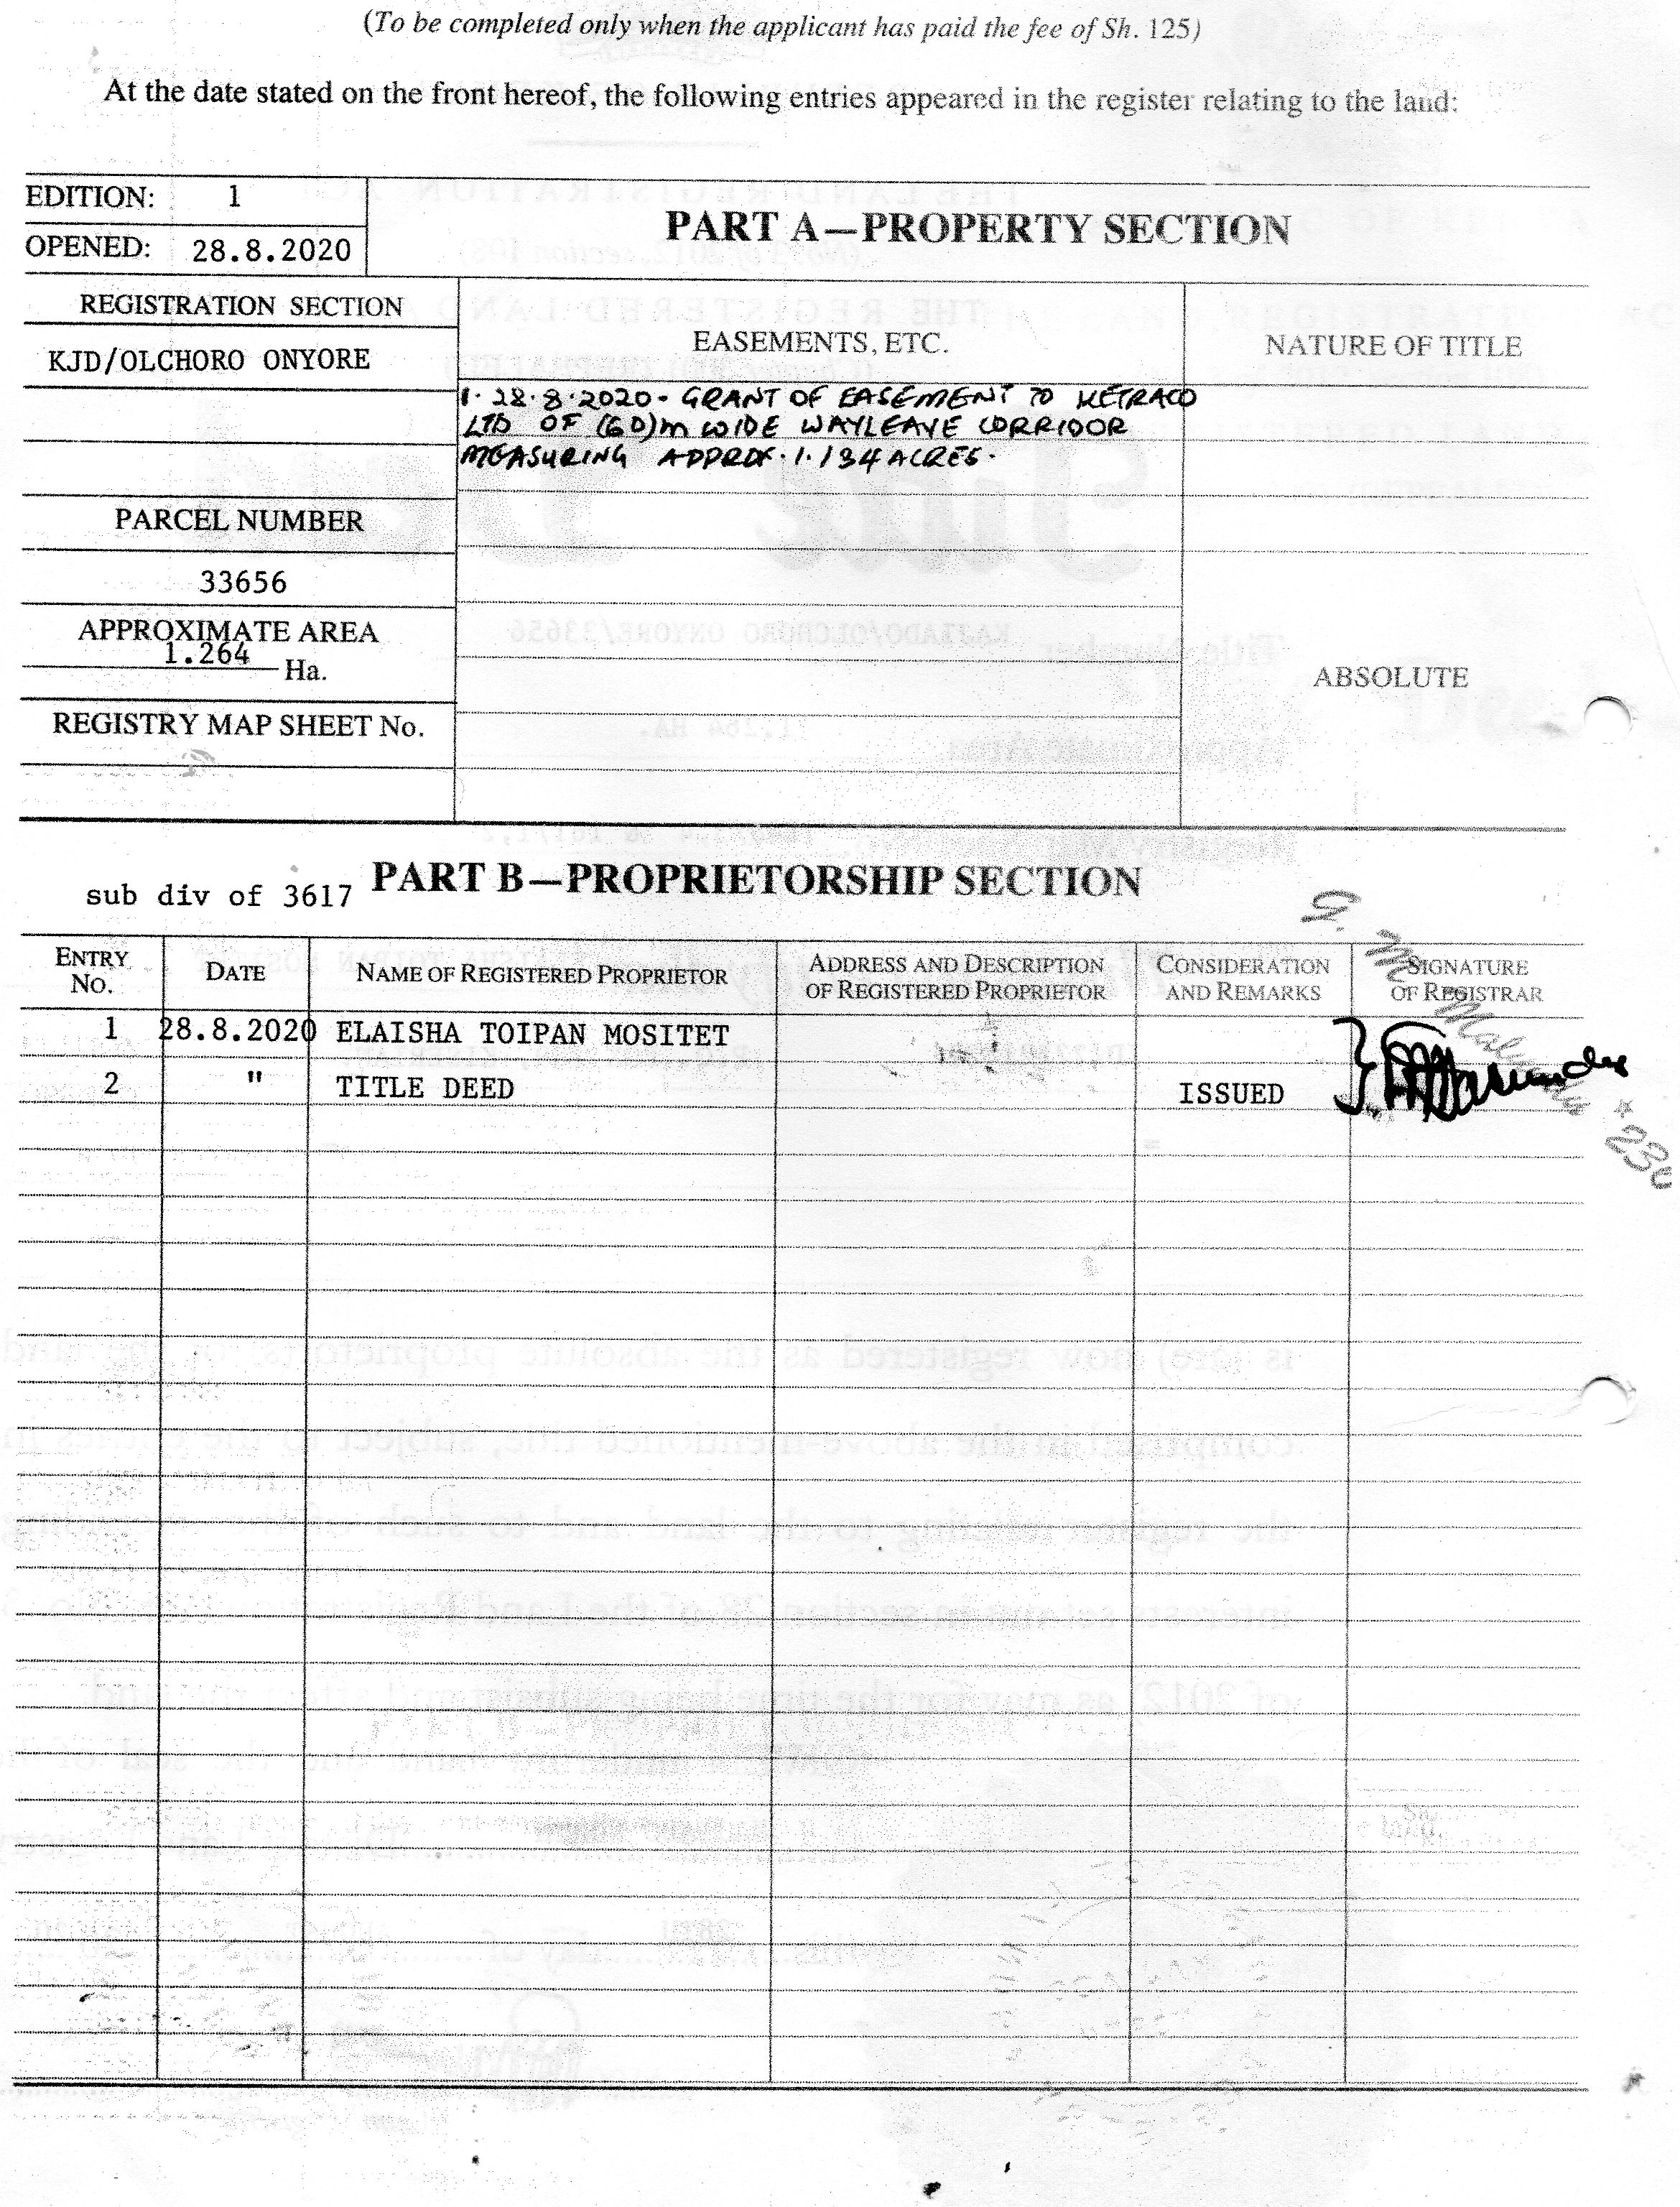 (To be completed only when the applicant has paid the fee of Sh. 125)
At the date stated on the front hereof, the following entries appeared in the register relating to the land:
EDITION: 1
OPENED: 28.8.2020
PART A—PROPERTY SECTION
REGISTRATION SECTION
KJD/OLCHORO ONYORE
EASEMENTS, ETC.
NATURE OF TITLE
1. 28.8.2020 - GRANT OF EASEMENT TO KETRACO
LTD OF (60)m WIDE WAYLEAVE CORRIDOR
MEASURING APPROX. 1.134 ACRES.
PARCEL NUMBER
33656
APPROXIMATE AREA
1.264 Ha.
REGISTRY MAP SHEET No.
ABSOLUTE
sub div of 3617
PART B—PROPRIETORSHIP SECTION
ENTRY No.
DATE
NAME OF REGISTERED PROPRIETOR
ADDRESS AND DESCRIPTION OF REGISTERED PROPRIETOR
CONSIDERATION AND REMARKS
SIGNATURE OF REGISTRAR
1 28.8.2020 ELAISHA TOIPAN MOSITET
2 " TITLE DEED ISSUED